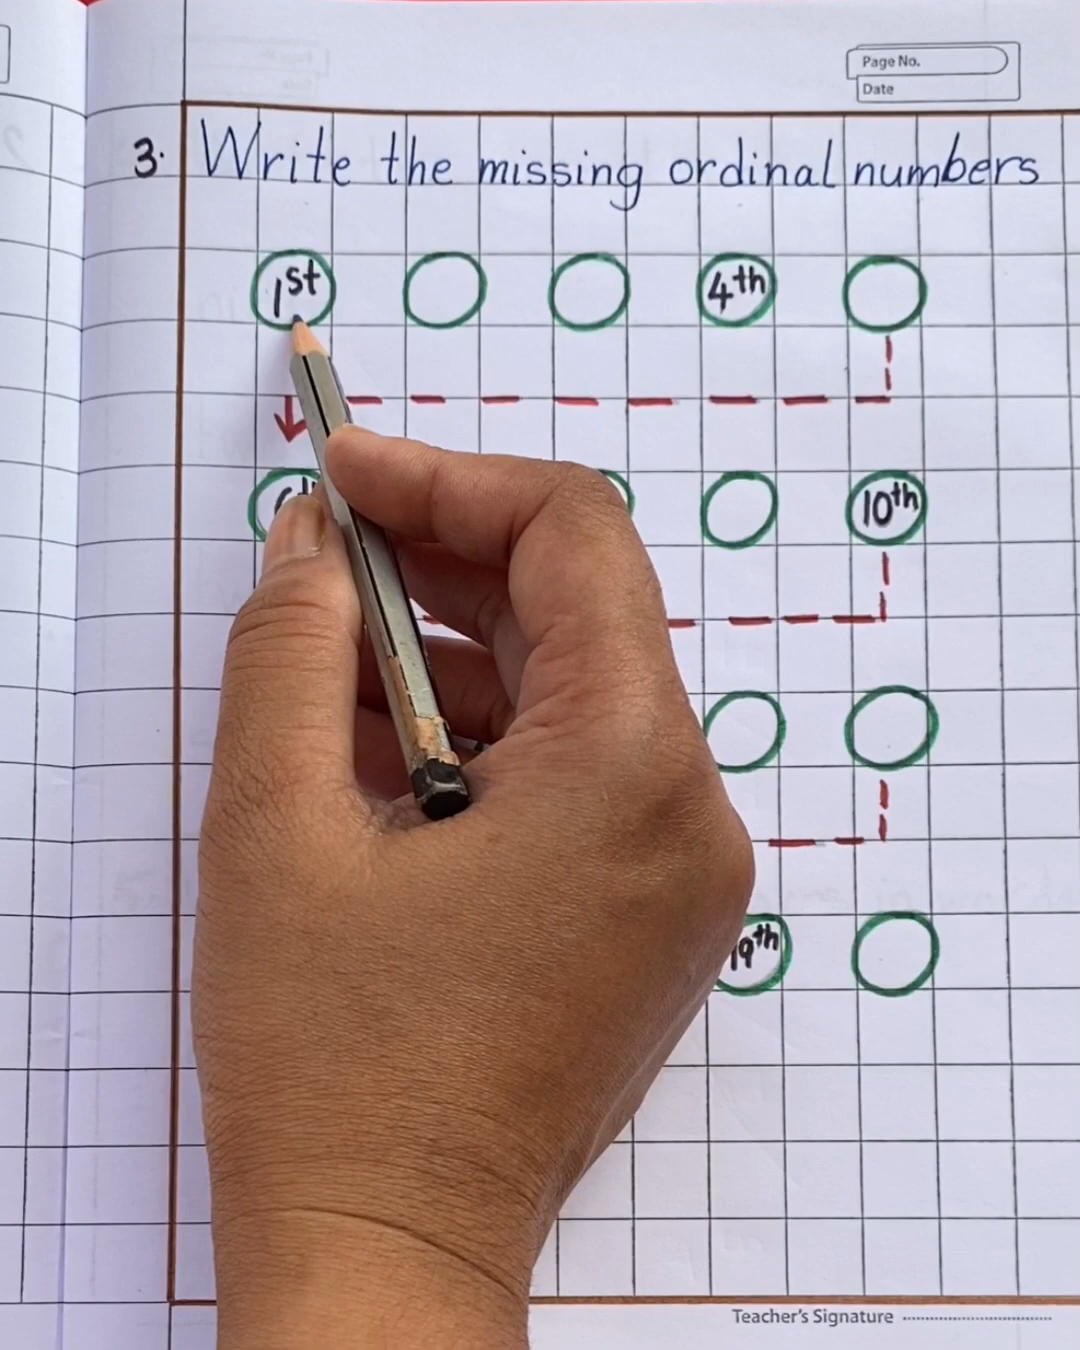 Page No.
Date
3. Write the missing ordinal numbers
1st 4th
10th
19th
Teacher's Signature